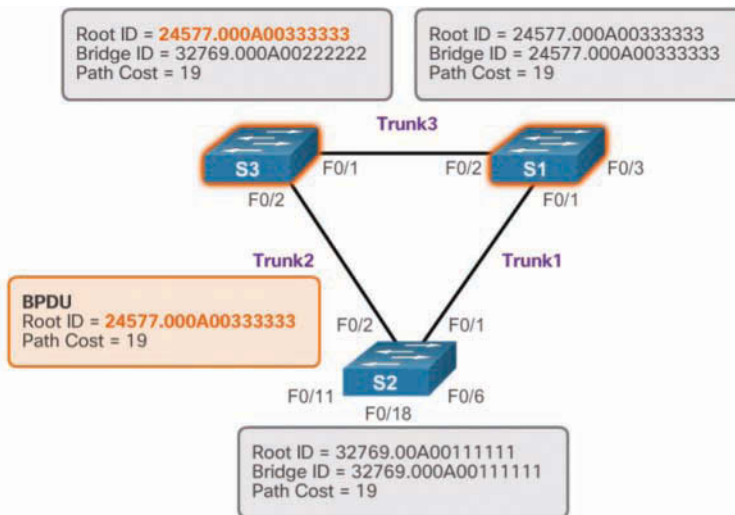 Root ID = 24577.000A00333333
Bridge ID = 32769.000A00222222
Path Cost = 19
Root ID = 24577.000A00333333
Bridge ID = 24577.000A00333333
Path Cost = 19
Trunk3
S3
F0/1
F0/2
S1
F0/3
F0/2
F0/1
Trunk2
Trunk1
BPDU
Root ID = 24577.000A00333333
Path Cost = 19
F0/2
F0/1
S2
F0/11
F0/6
F0/18
Root ID = 32769.00A00111111
Bridge ID = 32769.000A00111111
Path Cost = 19